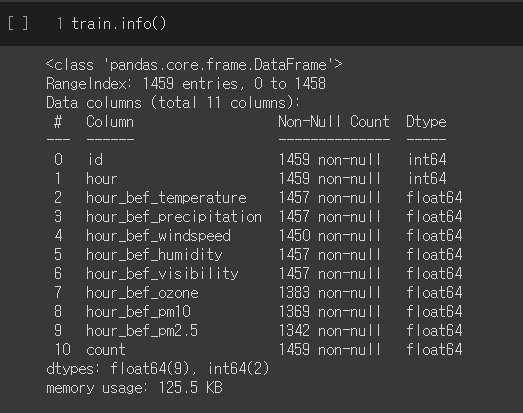 [ ] 1 train.info()
<class 'pandas.core.frame.DataFrame'>
RangeIndex: 1459 entries, 0 to 1458
Data columns (total 11 columns):
 #   Column                  Non-Null Count  Dtype
---  ------                  --------------  -----
 0   id                      1459 non-null   int64
 1   hour                    1459 non-null   int64
 2   hour_bef_temperature    1457 non-null   float64
 3   hour_bef_precipitation  1457 non-null   float64
 4   hour_bef_windspeed      1450 non-null   float64
 5   hour_bef_humidity       1457 non-null   float64
 6   hour_bef_visibility     1457 non-null   float64
 7   hour_bef_ozone          1383 non-null   float64
 8   hour_bef_pm10           1369 non-null   float64
 9   hour_bef_pm2.5          1342 non-null   float64
 10  count                   1459 non-null   float64
dtypes: float64(9), int64(2)
memory usage: 125.5 KB